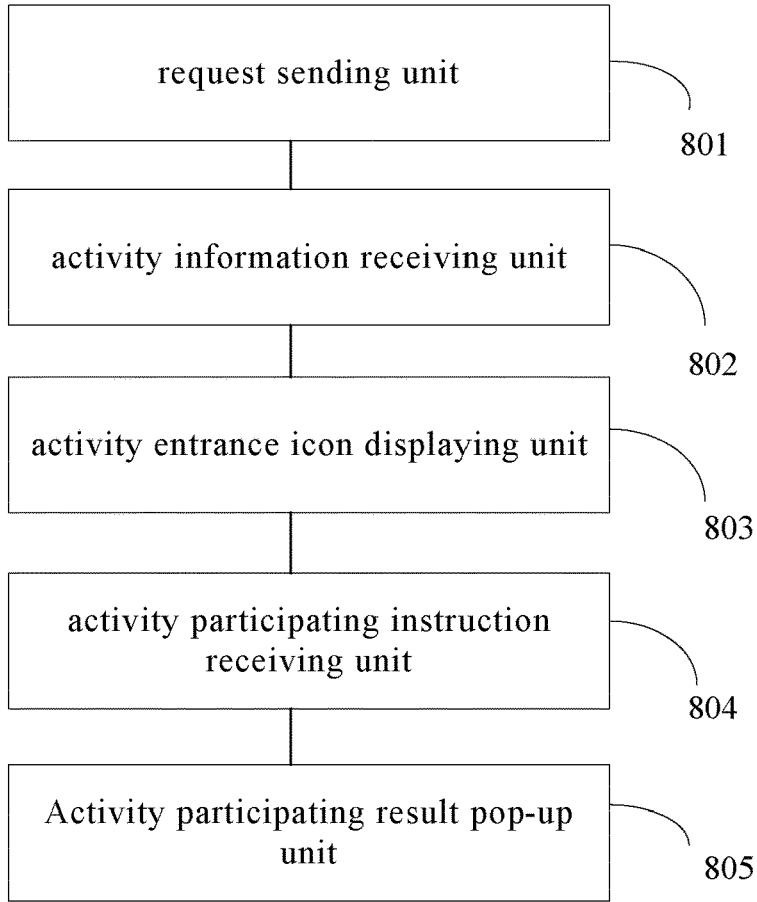 request sending unit
801
activity information receiving unit
802
activity entrance icon displaying unit
803
activity participating instruction
receiving unit
804
Activity participating result pop-up
unit
805